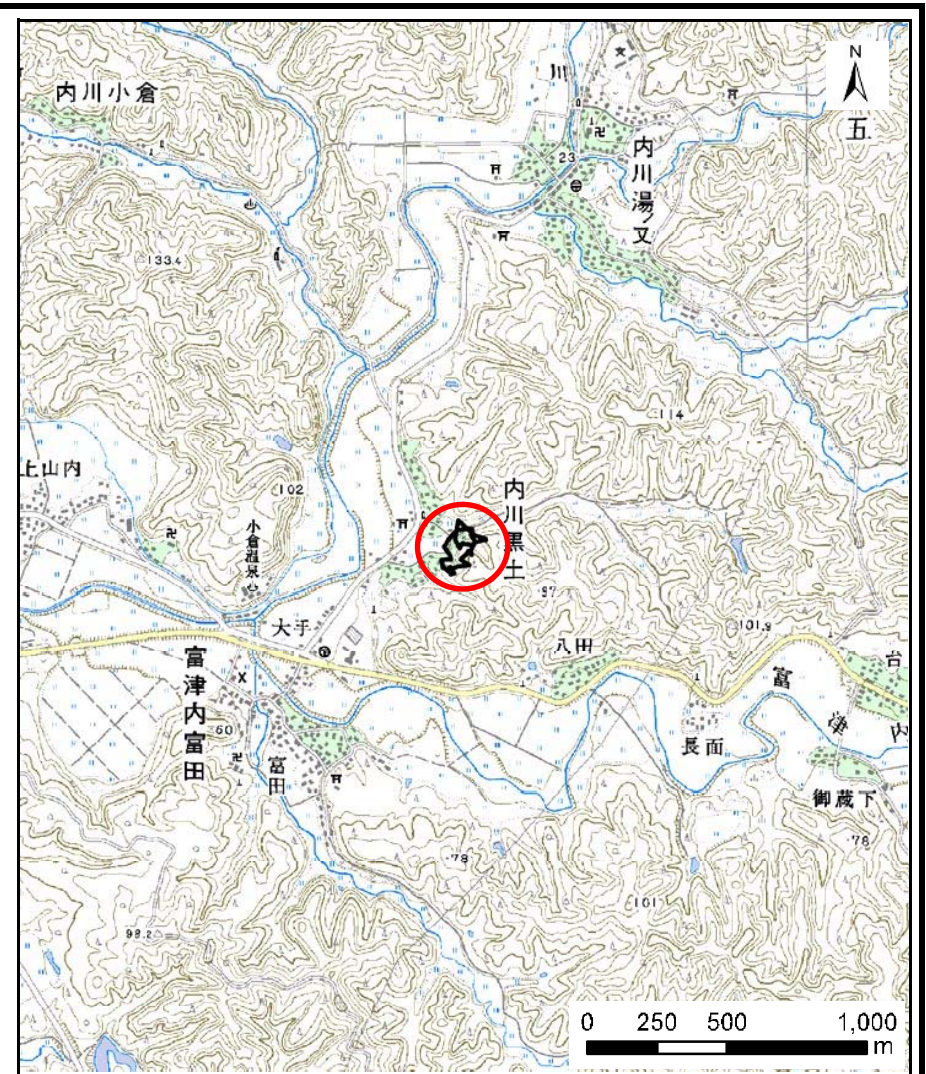 N
川
内川小倉
五
23
内川湯ノ又
133.4
114
上山内
102
内川黒土
小倉温泉
97
大手
101.9
八田
台
富津内
富津内富田
60
長面
富田
御蔵下
78
78
101
98.2
0 250 500 1,000
m